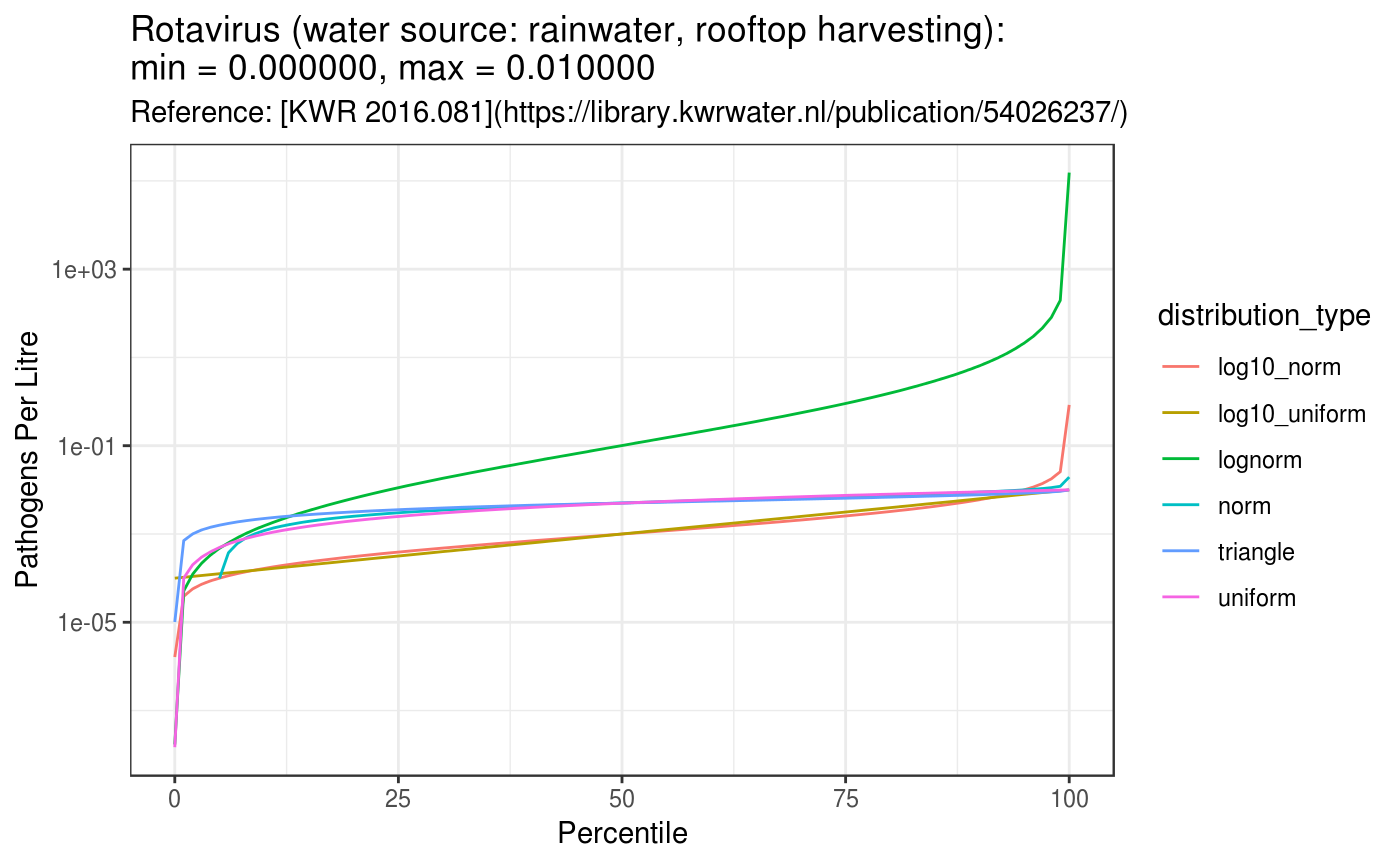 Rotavirus (water source: rainwater, rooftop harvesting):
min = 0.000000, max = 0.010000
Reference: [KWR 2016.081](https://library.kwrwater.nl/publication/54026237/)
Pathogens Per Litre
1e+03
1e-01
1e-05
0 25 50 75 100
Percentile
distribution_type
log10_norm
log10_uniform
lognorm
norm
triangle
uniform